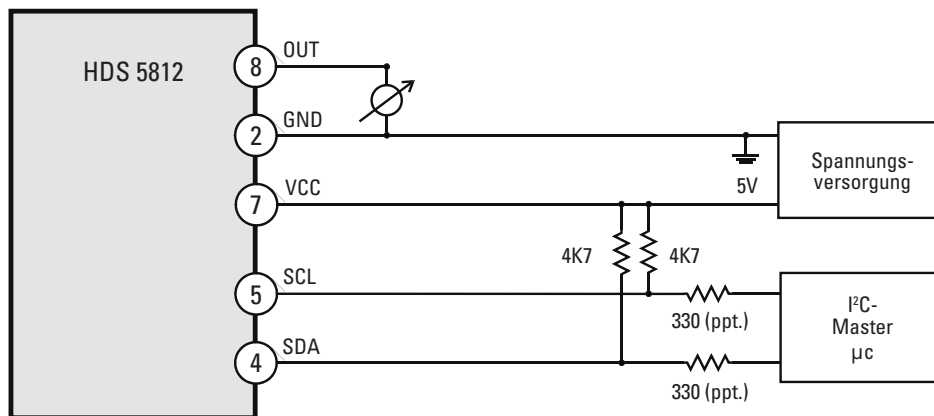 HDS 5812
8
OUT
2
GND
7
VCC
5
SCL
4
SDA
5V
Spannungs-
versorgung
4K7
4K7
330 (ppt.)
330 (ppt.)
I²C-
Master
µc